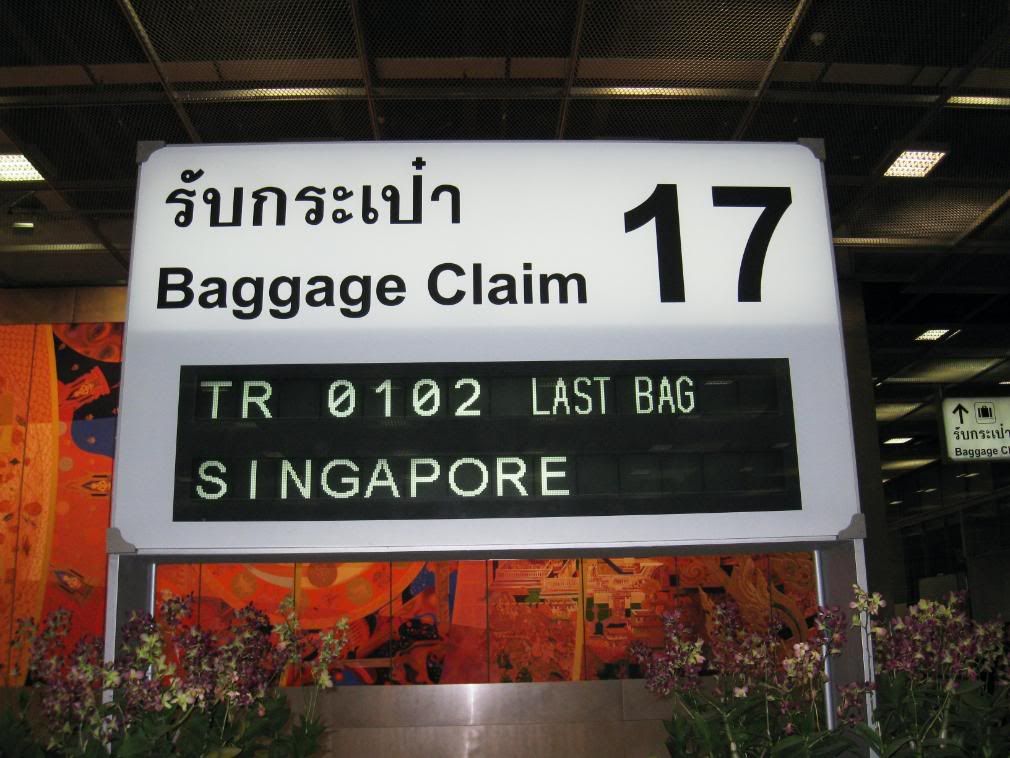 รับกระเป๋า
Baggage Claim
17
TR 0102 LAST BAG
SINGAPORE
รับกระเป๋า
Baggage